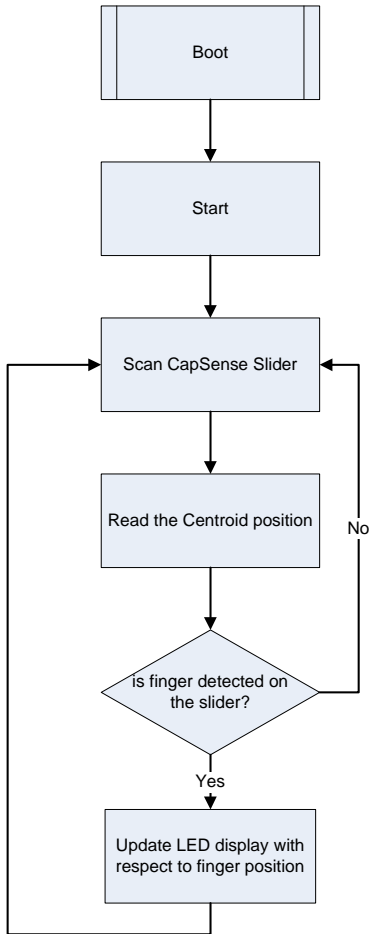 Boot
Start
Scan CapSense Slider
Read the Centroid position
No
is finger detected on
the slider?
Yes
Update LED display with
respect to finger position